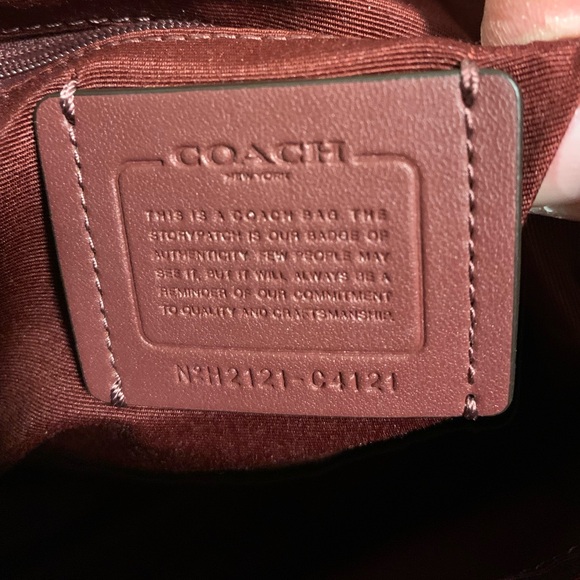 COACH
NEW YORK
THIS IS A COACH BAG. THE
STORYPATCH IS OUR BADGE OF
AUTHENTICITY. FEW PEOPLE MAY
SEE IT, BUT IT WILL ALWAYS BE A
REMINDER OF OUR COMMITMENT
TO QUALITY AND CRAFTSMANSHIP.
Nº H2121-C4121